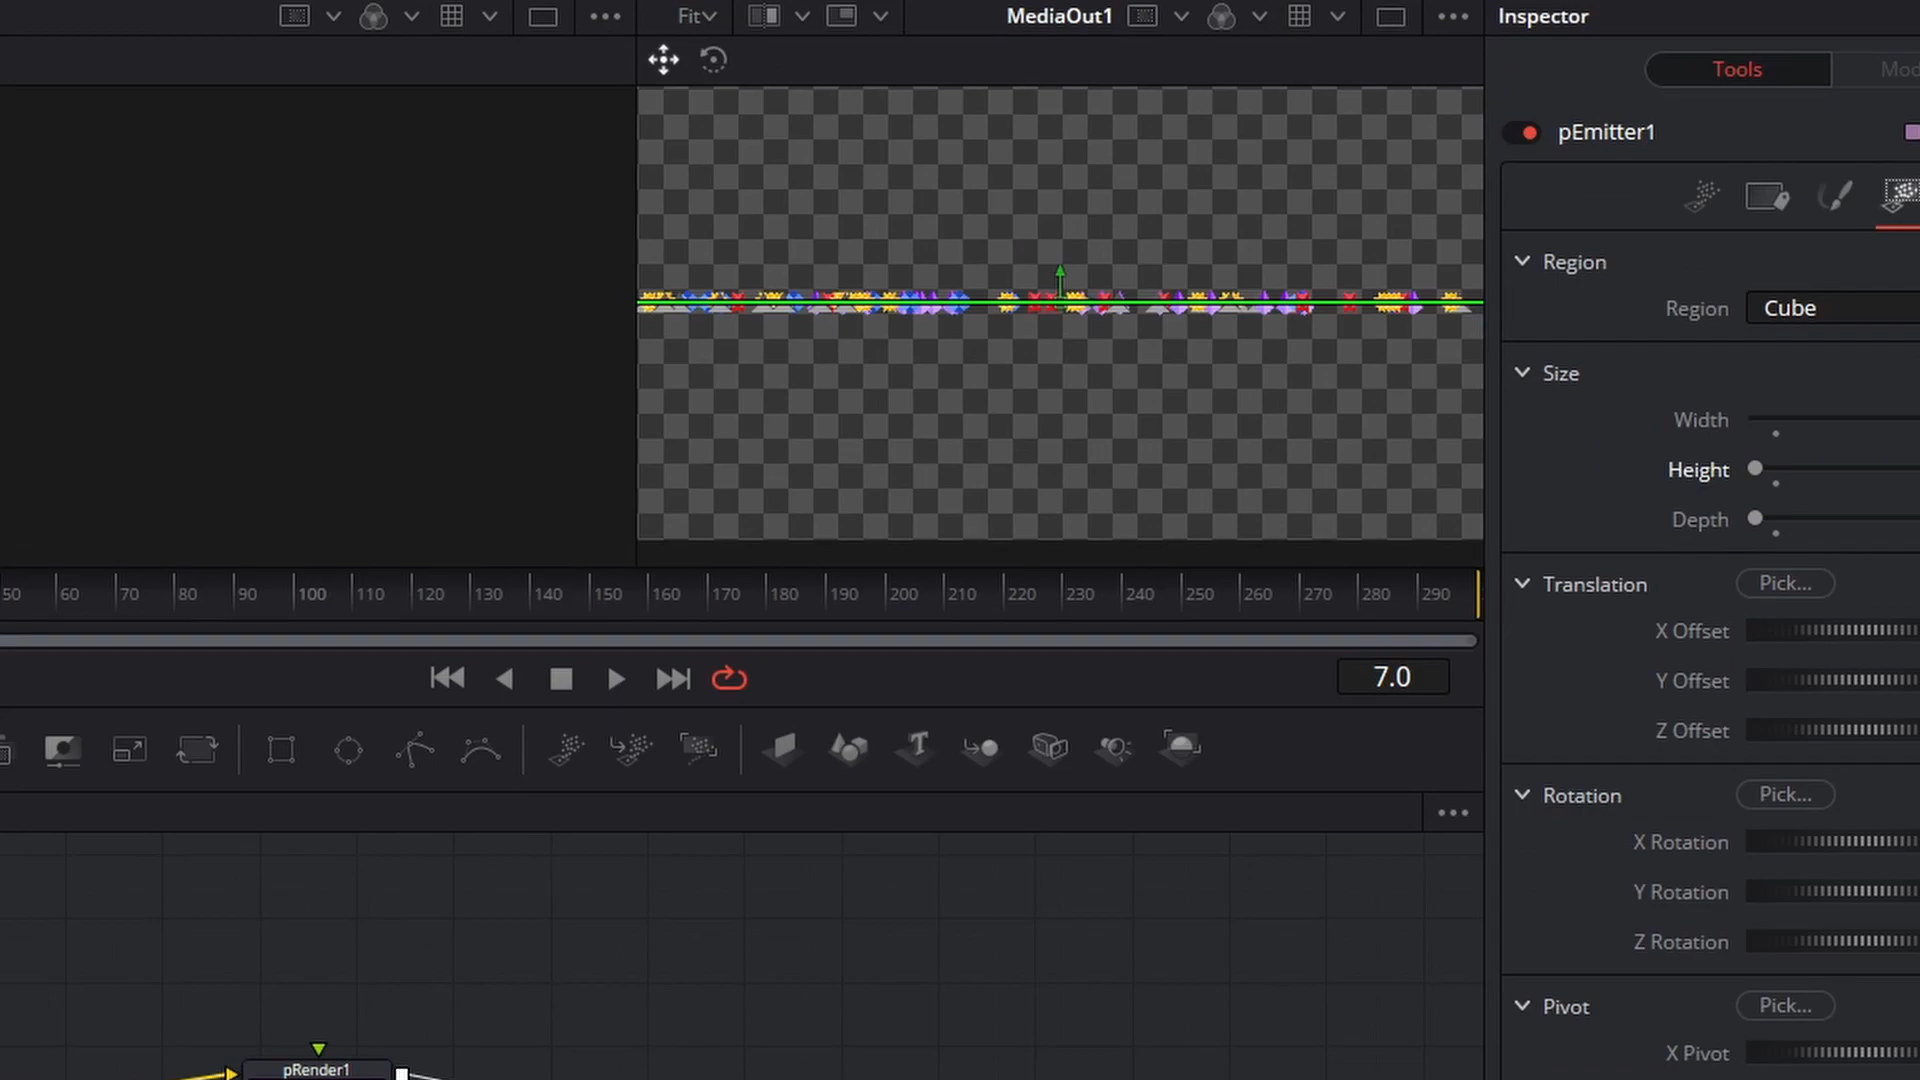 Fit
MediaOut1
Inspector
Tools
pEmitter1
Region
Region Cube
Size
Width
Height
Depth
50 60 70 80 90 100 110 120 130 140 150 160 170 180 190 200 210 220 230 240 250 260 270 280 290
Translation Pick...
X Offset
7.0
Y Offset
Z Offset
Rotation Pick...
X Rotation
Y Rotation
Z Rotation
Pivot Pick...
X Pivot
pRender1